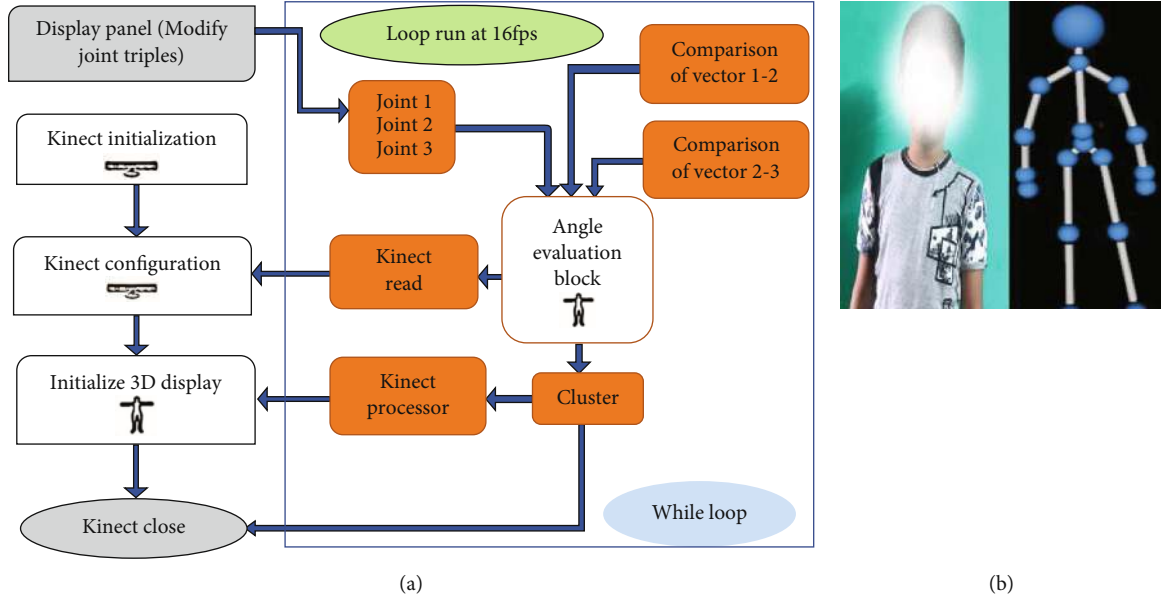 Display panel (Modify
joint triples)
Loop run at 16fps
Comparison
of vector 1-2
Joint 1
Joint 2
Joint 3
Kinect initialization
Comparison
of vector 2-3
Angle
evaluation
block
Kinect configuration
Kinect
read
Initialize 3D display
Kinect
processor
Cluster
Kinect close
While loop
(a)
(b)